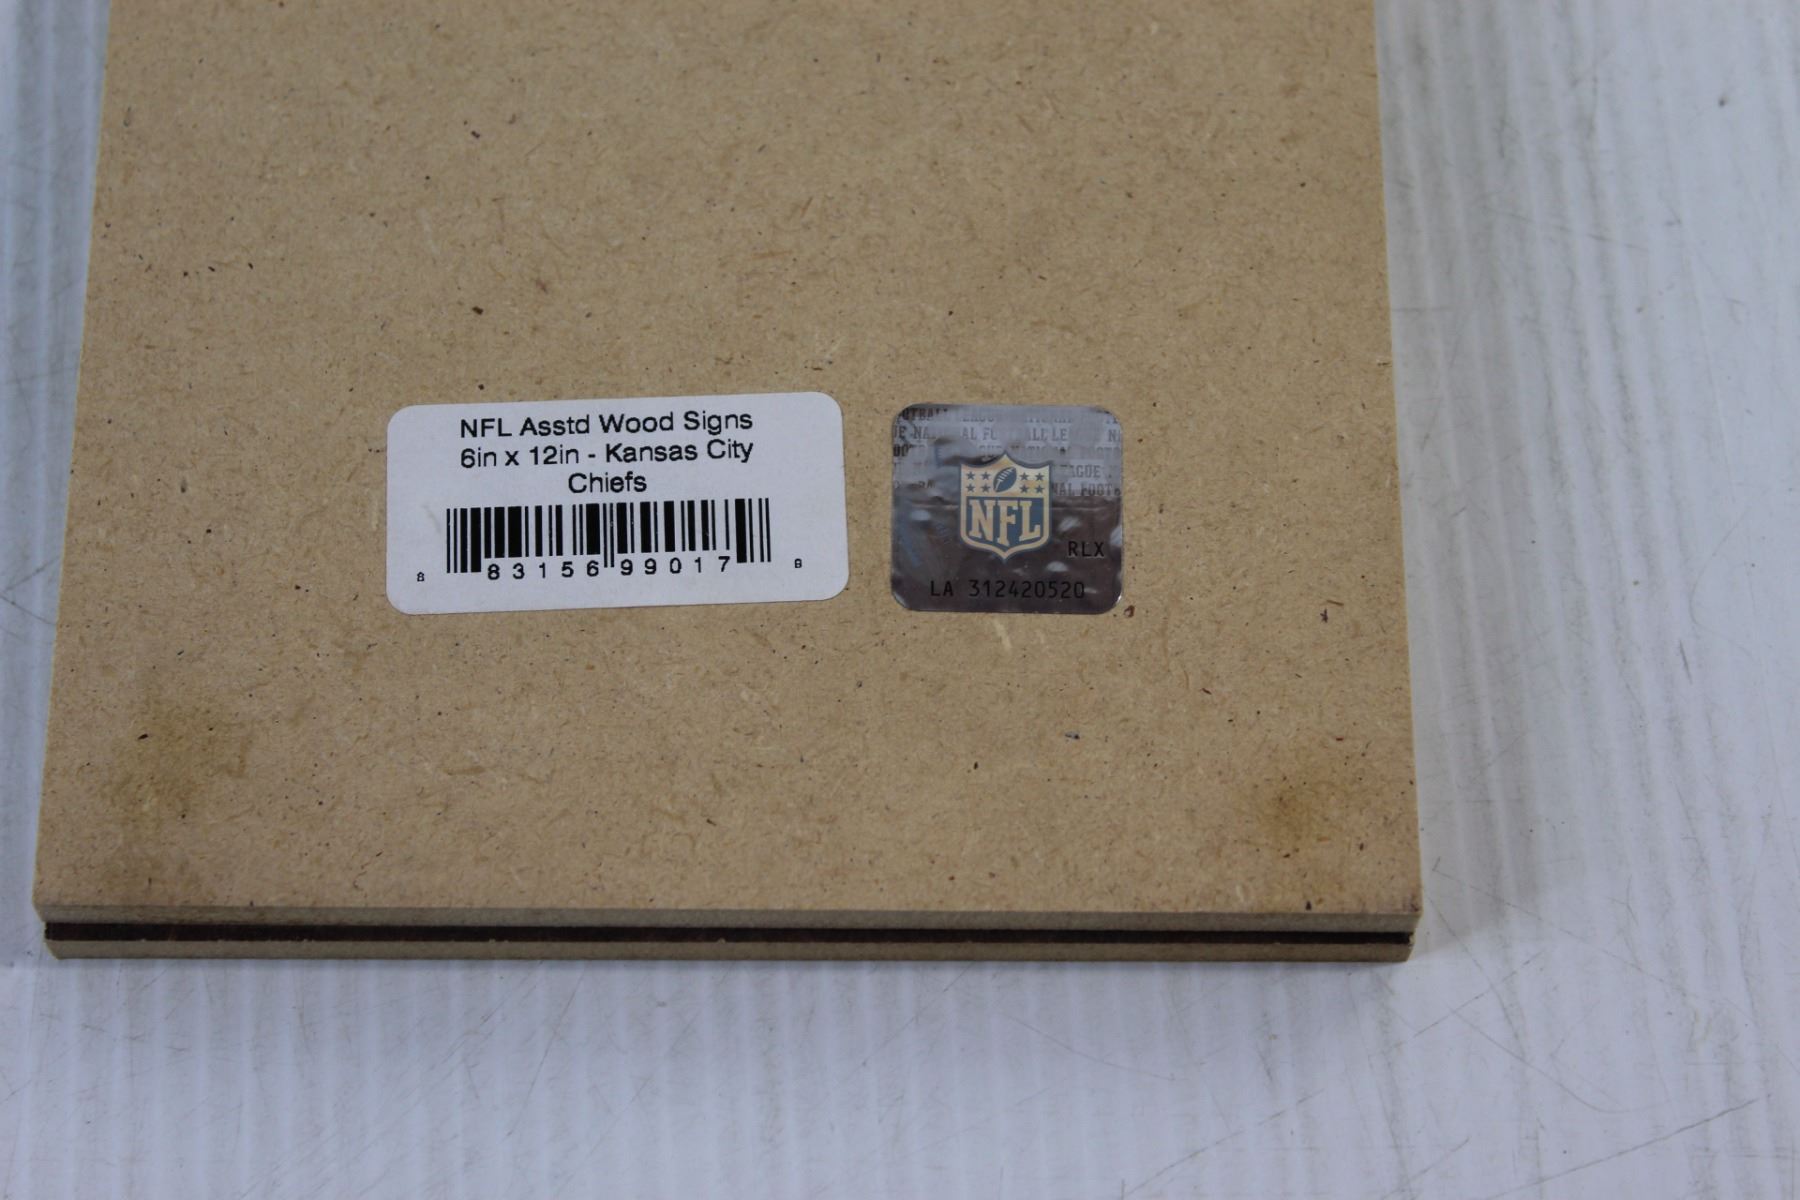 NFL Asstd Wood Signs
6in x 12in - Kansas City
Chiefs
8 83156 99017 8
NFL
RLX
LA 312420520